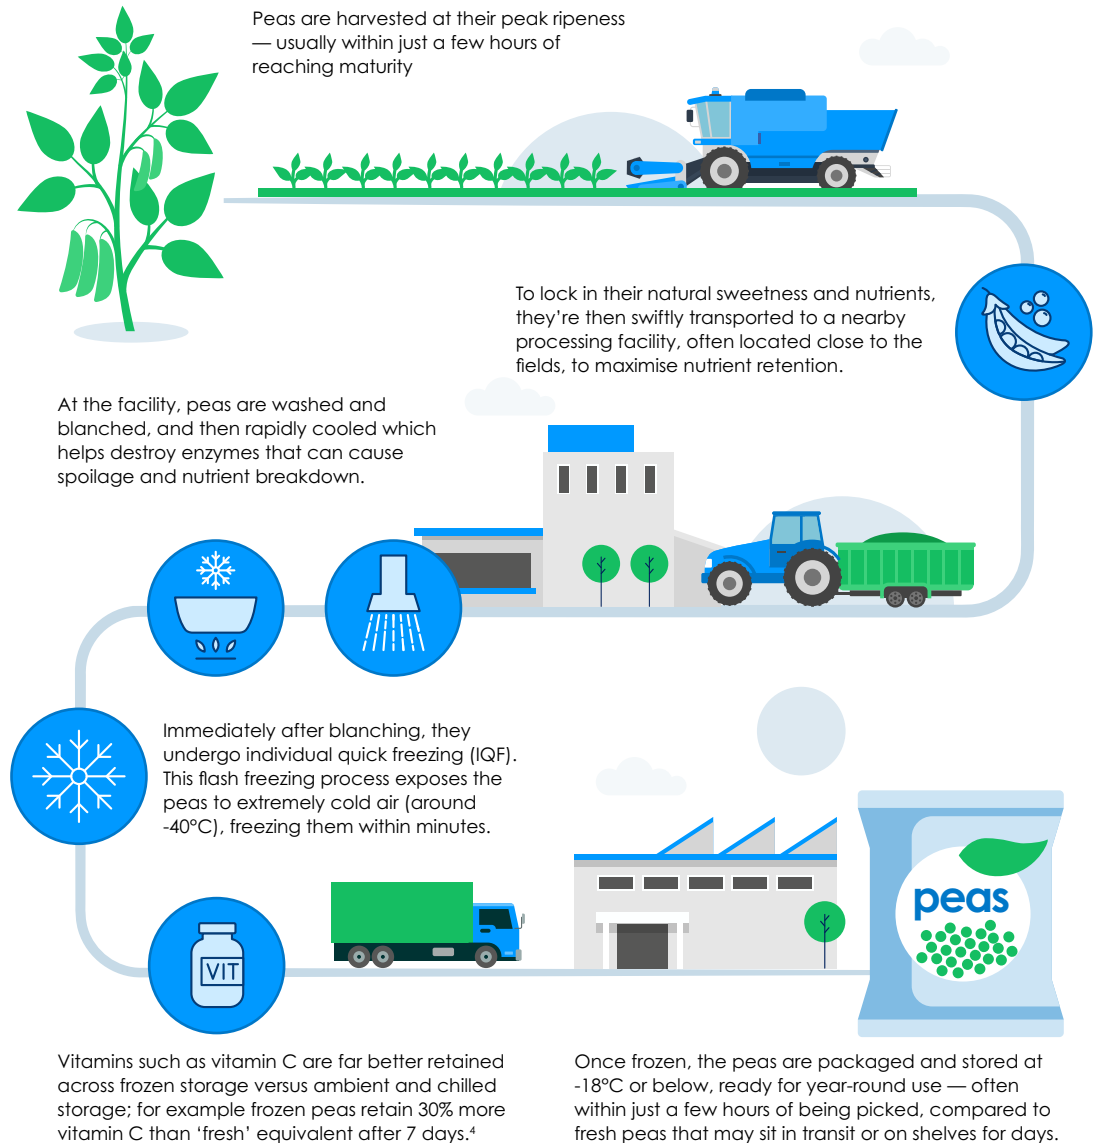 Peas are harvested at their peak ripeness
— usually within just a few hours of
reaching maturity
To lock in their natural sweetness and nutrients,
they’re then swiftly transported to a nearby
processing facility, often located close to the
fields, to maximise nutrient retention.
At the facility, peas are washed and
blanched, and then rapidly cooled which
helps destroy enzymes that can cause
spoilage and nutrient breakdown.
Immediately after blanching, they
undergo individual quick freezing (IQF).
This flash freezing process exposes the
peas to extremely cold air (around
-40°C), freezing them within minutes.
VIT
peas
Vitamins such as vitamin C are far better retained
across frozen storage versus ambient and chilled
storage; for example frozen peas retain 30% more
vitamin C than ‘fresh’ equivalent after 7 days.⁴
Once frozen, the peas are packaged and stored at
-18°C or below, ready for year-round use — often
within just a few hours of being picked, compared to
fresh peas that may sit in transit or on shelves for days.